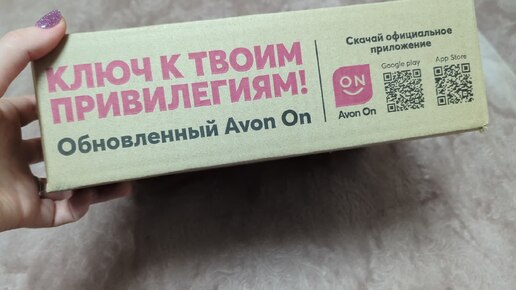 КЛЮЧ К ТВОИМ
ПРИВИЛЕГИЯМ!
Обновленный Avon On
Скачай официальное
приложение
Google play
App Store
ON
Avon On